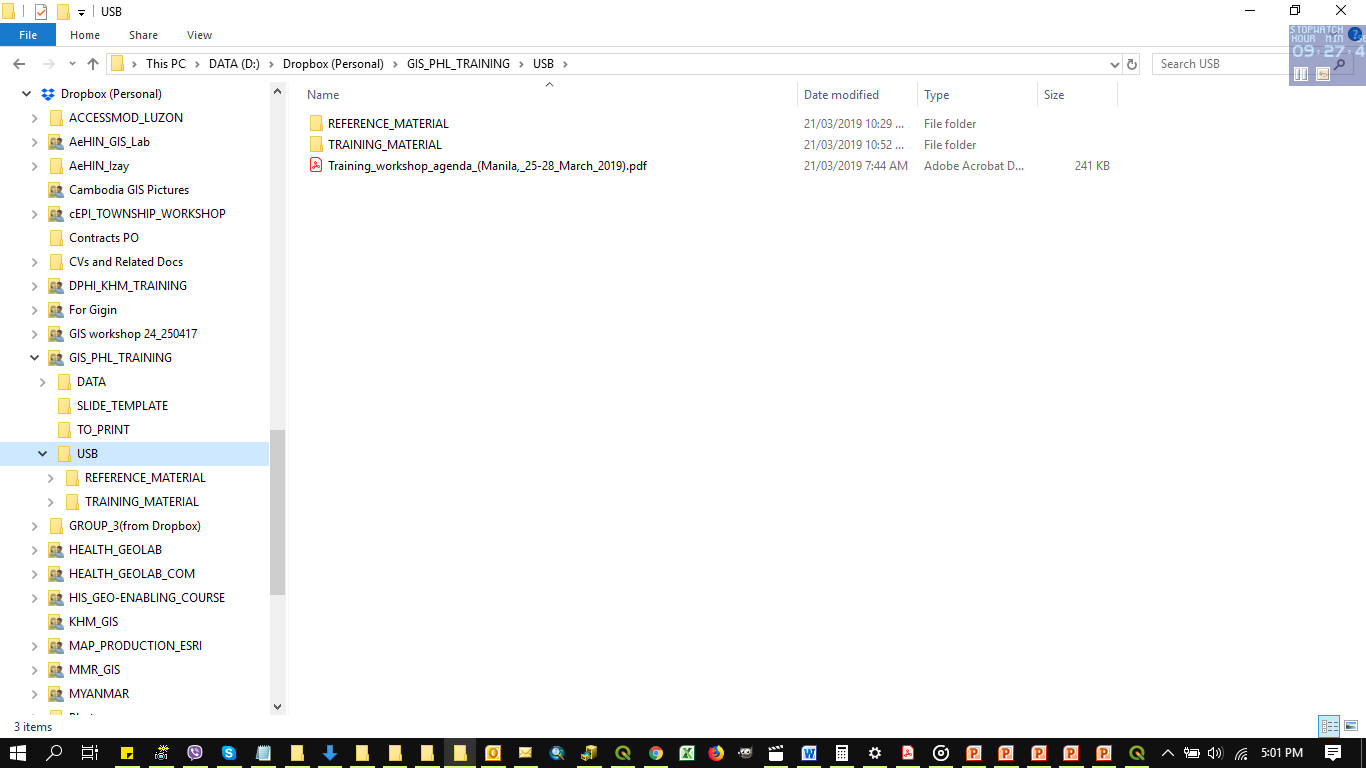 USB
File Home Share View
This PC DATA (D:) Dropbox (Personal) GIS_PHL_TRAINING USB
Search USB
STOPWATCH
HOUR MIN
09:27:4
Dropbox (Personal)
ACCESSMOD_LUZON
AeHIN_GIS_Lab
AeHIN_Izay
Cambodia GIS Pictures
cEPI_TOWNSHIP_WORKSHOP
Contracts PO
CVs and Related Docs
DPHI_KHM_TRAINING
For Gigin
GIS workshop 24_250417
GIS_PHL_TRAINING
DATA
SLIDE_TEMPLATE
TO_PRINT
USB
REFERENCE_MATERIAL
TRAINING_MATERIAL
GROUP_3(from Dropbox)
HEALTH_GEOLAB
HEALTH_GEOLAB_COM
HIS_GEO-ENABLING_COURSE
KHM_GIS
MAP_PRODUCTION_ESRI
MMR_GIS
MYANMAR
Name Date modified Type Size
REFERENCE_MATERIAL 21/03/2019 10:29 ... File folder
TRAINING_MATERIAL 21/03/2019 10:52 ... File folder
Training_workshop_agenda_(Manila,_25-28_March_2019).pdf 21/03/2019 7:44 AM Adobe Acrobat D... 241 KB
3 items
5:01 PM